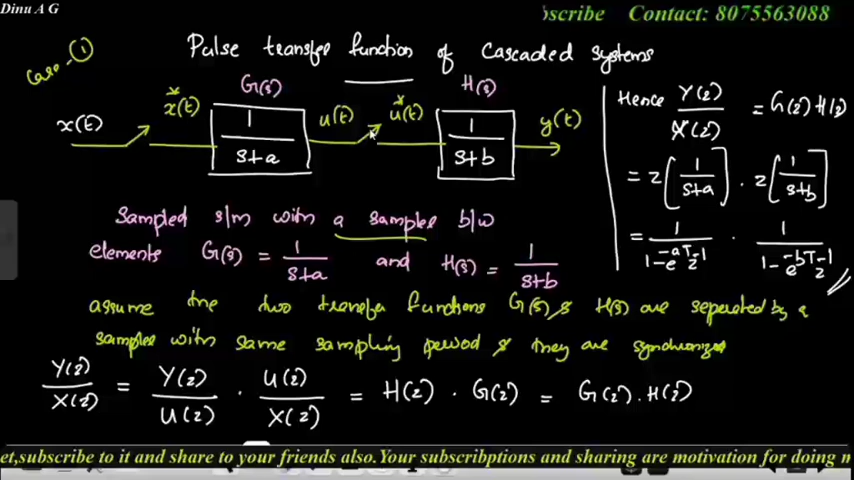 Dinu A G
ɔscribe Contact: 8075563088
Case-①
Pulse transfer function of Cascaded systems
G(s) H(s)
x(t) x*(t) 1/(s+a) u(t) u*(t) 1/(s+b) y(t)
Sampled s/m with a sampler b/w
elements G(s) = 1/(s+a) and H(s) = 1/(s+b)
assume the two transfer functions G(s) & H(s) are seperated by a
sampler with same sampling period & they are synchronized
Y(z)/X(z) = Y(z)/U(z) · U(z)/X(z) = H(z) · G(z) = G(z) · H(z)
Hence Y(z)/X(z) = G(z) H(z)
= z[1/(s+a)] · z[1/(s+b)]
= 1/(1-e^-aT z^-1) · 1/(1-e^-bT z^-1)
et,subscribe to it and share to your friends also.Your subscribptions and sharing are motivation for doing m